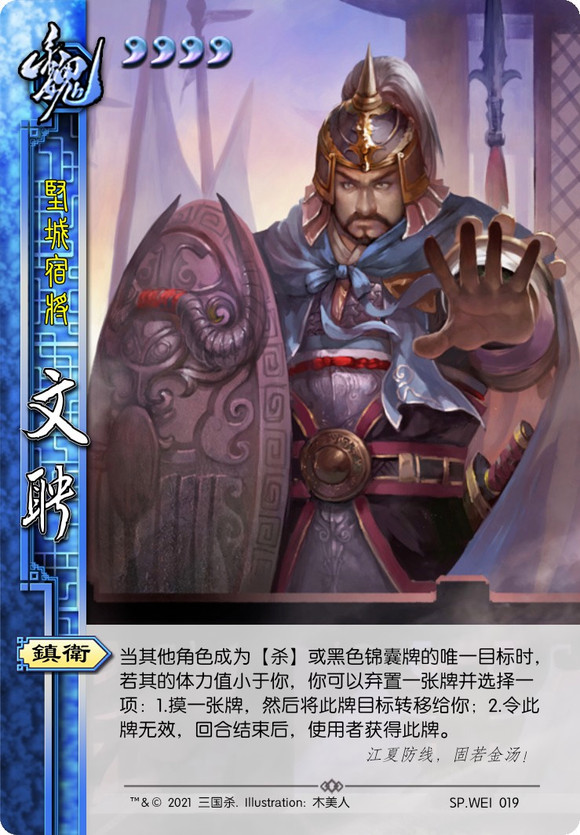 魏
堅城宿將
文聘
鎮衛
当其他角色成为【杀】或黑色锦囊牌的唯一目标时，
若其的体力值小于你，你可以弃置一张牌并选择一
项：1.摸一张牌，然后将此牌目标转移给你；2.令此
牌无效，回合结束后，使用者获得此牌。
江夏防线，固若金汤！
™&© 2021 三国杀. Illustration: 木美人
SP.WEI 019